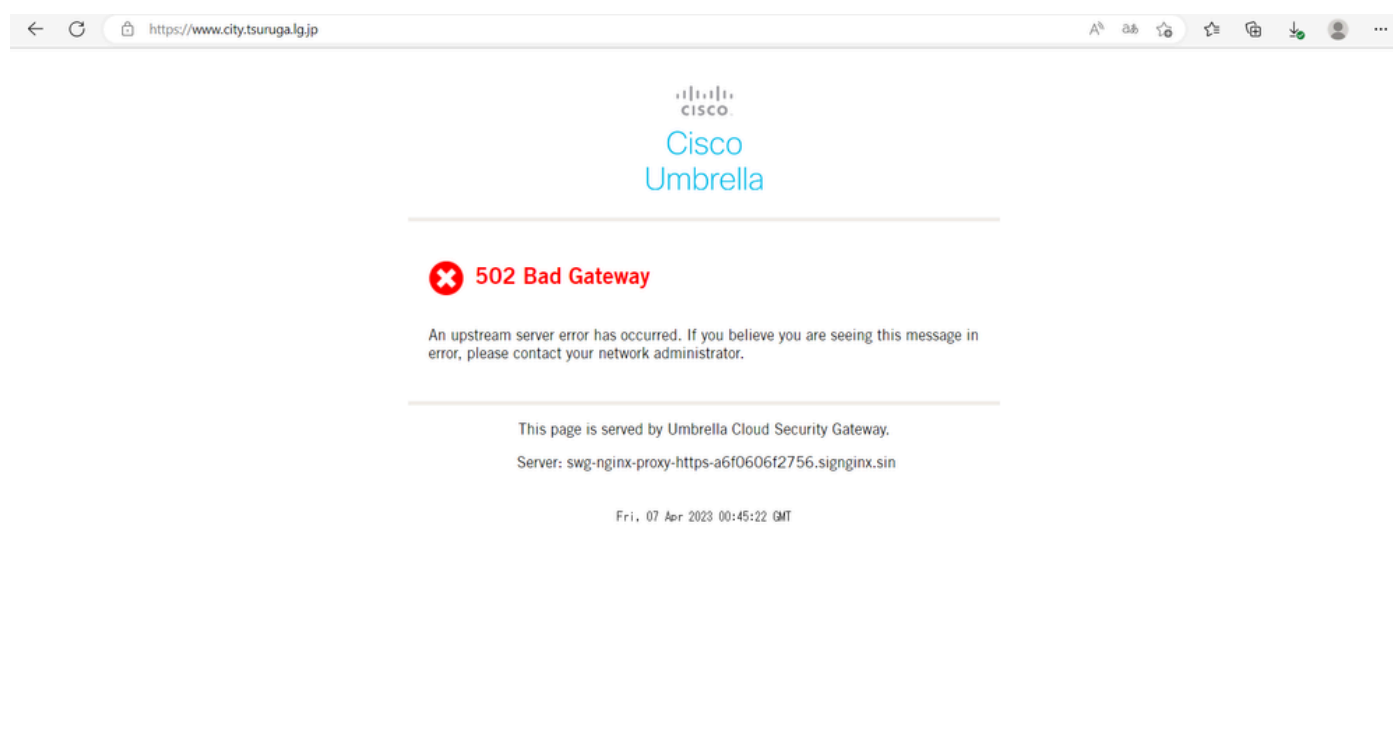 https://www.city.tsuruga.lg.jp
CISCO
Cisco
Umbrella
502 Bad Gateway
An upstream server error has occurred. If you believe you are seeing this message in
error, please contact your network administrator.
This page is served by Umbrella Cloud Security Gateway.
Server: swg-nginx-proxy-https-a6f0606f2756.signginx.sin
Fri, 07 Apr 2023 00:45:22 GMT